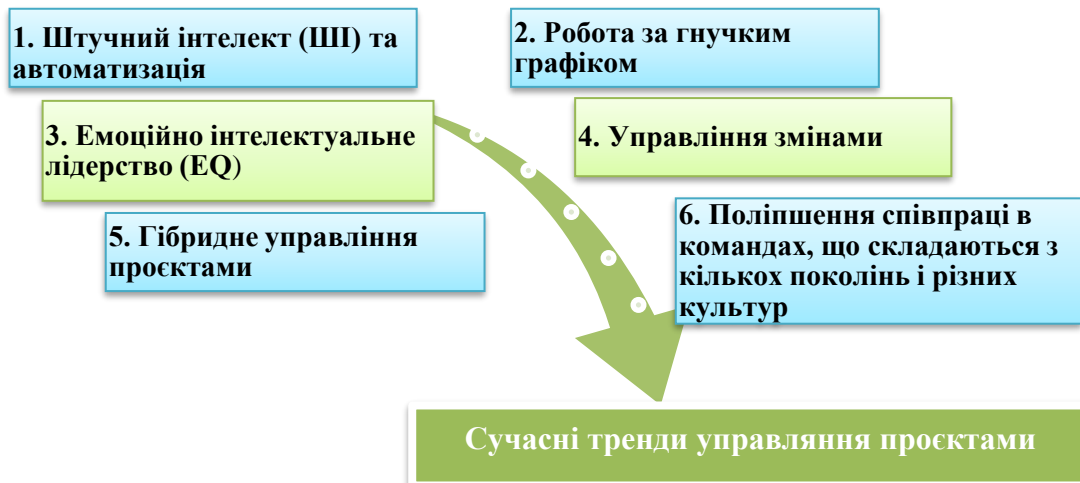 1. Штучний інтелект (ШІ) та
автоматизація
2. Робота за гнучким
графіком
3. Емоційно інтелектуальне
лідерство (EQ)
4. Управління змінами
5. Гібридне управління
проєктами
6. Поліпшення співпраці в
командах, що складаються з
кількох поколінь і різних
культур
Сучасні тренди управляння проєктами